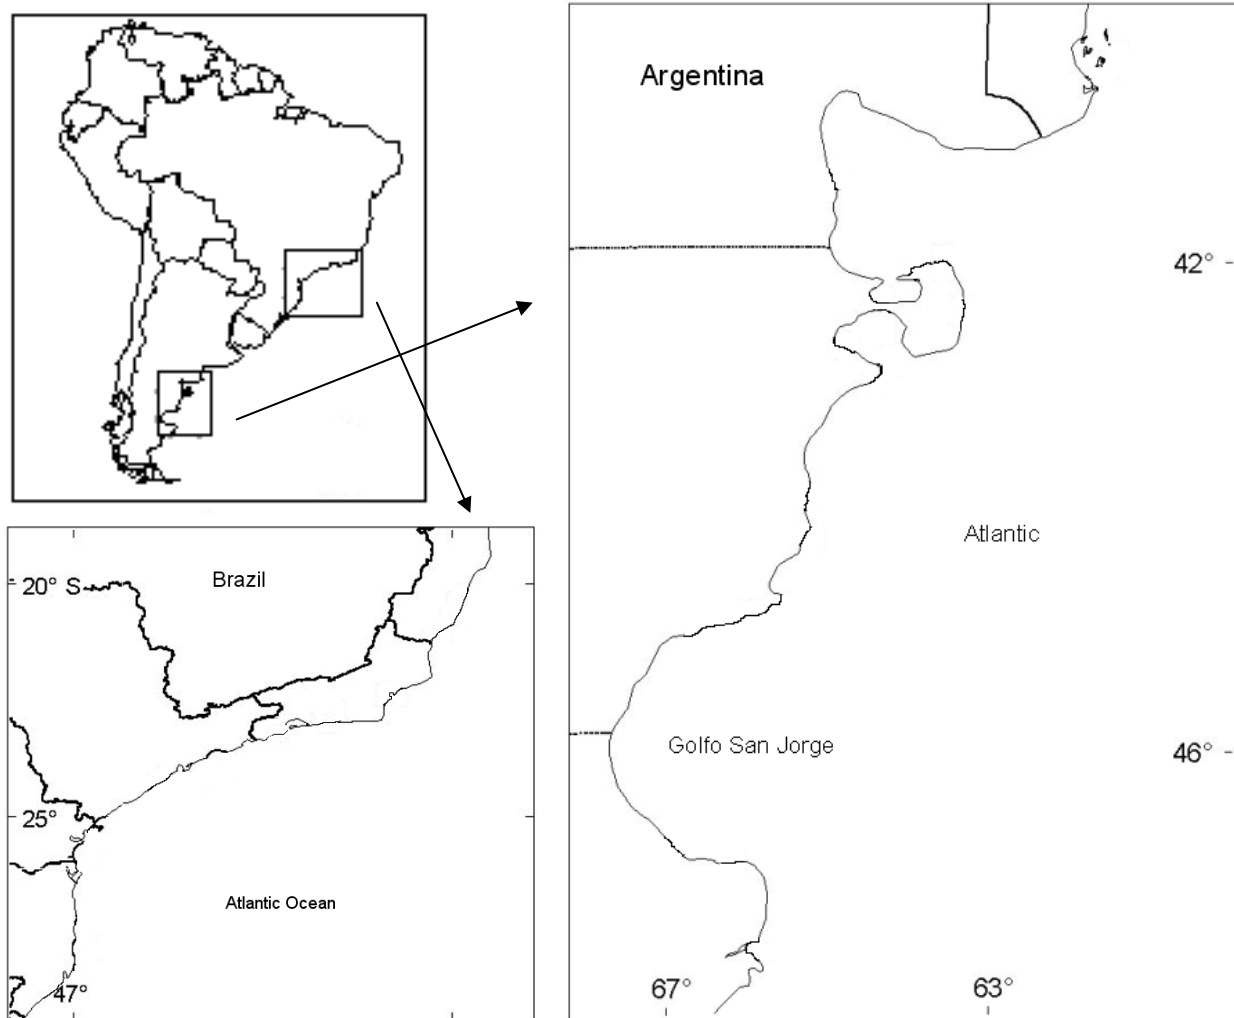 Argentina
42°
Atlantic
Golfo San Jorge
46°
67°
63°
Brazil
20° S
25°
Atlantic Ocean
47°